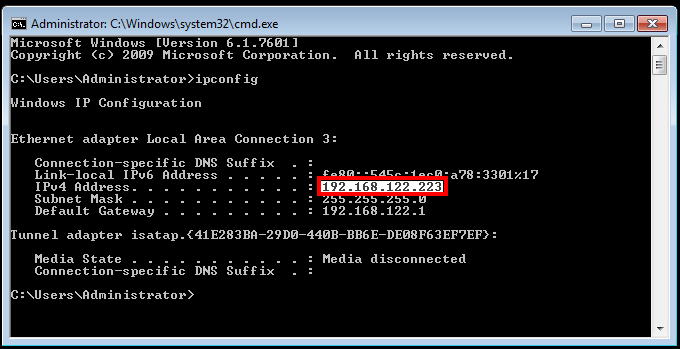 Administrator: C:\Windows\system32\cmd.exe
C:\.
Microsoft Windows [Version 6.1.7601]
Copyright (c) 2009 Microsoft Corporation.  All rights reserved.
C:\Users\Administrator>ipconfig
Windows IP Configuration
Ethernet adapter Local Area Connection 3:
Connection-specific DNS Suffix  . :
Link-local IPv6 Address . . . . . : fe80::545c:1ec0:a78:3301%17
IPv4 Address. . . . . . . . . . . : 192.168.122.223
Subnet Mask . . . . . . . . . . . : 255.255.255.0
Default Gateway . . . . . . . . . : 192.168.122.1
Tunnel adapter isatap.{41E283BA-29D0-440B-BB6E-DE08F63EF7EF}:
Media State . . . . . . . . . . . : Media disconnected
Connection-specific DNS Suffix  . :
C:\Users\Administrator>